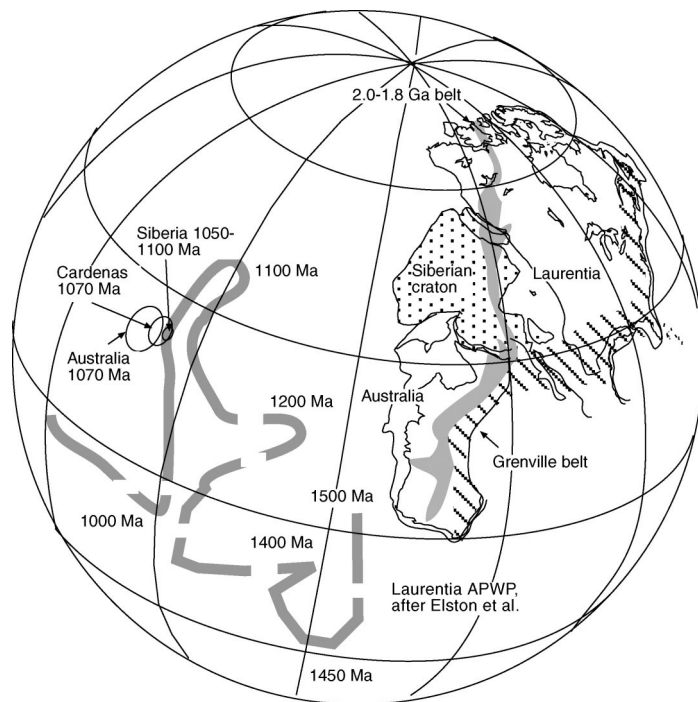 2.0-1.8 Ga belt
Siberia 1050-
1100 Ma
Cardenas
1070 Ma
1100 Ma
Siberian
craton
Laurentia
Australia
1070 Ma
Australia
1200 Ma
Grenville belt
1500 Ma
1000 Ma
1400 Ma
Laurentia APWP,
after Elston et al.
1450 Ma